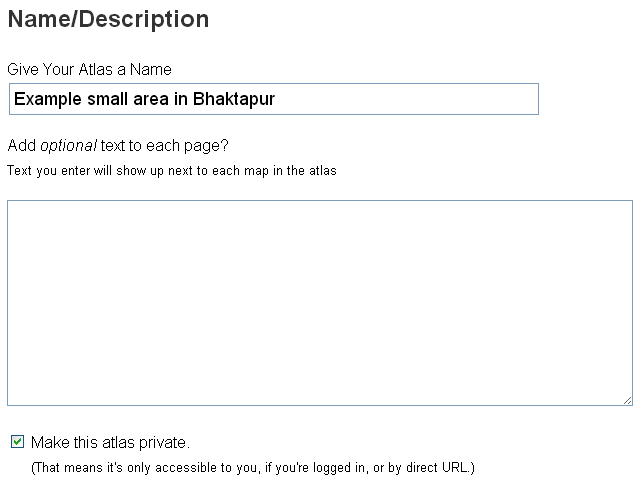 Name/Description
Give Your Atlas a Name
Example small area in Bhaktapur
Add optional text to each page?
Text you enter will show up next to each map in the atlas
Make this atlas private.
(That means it's only accessible to you, if you're logged in, or by direct URL.)